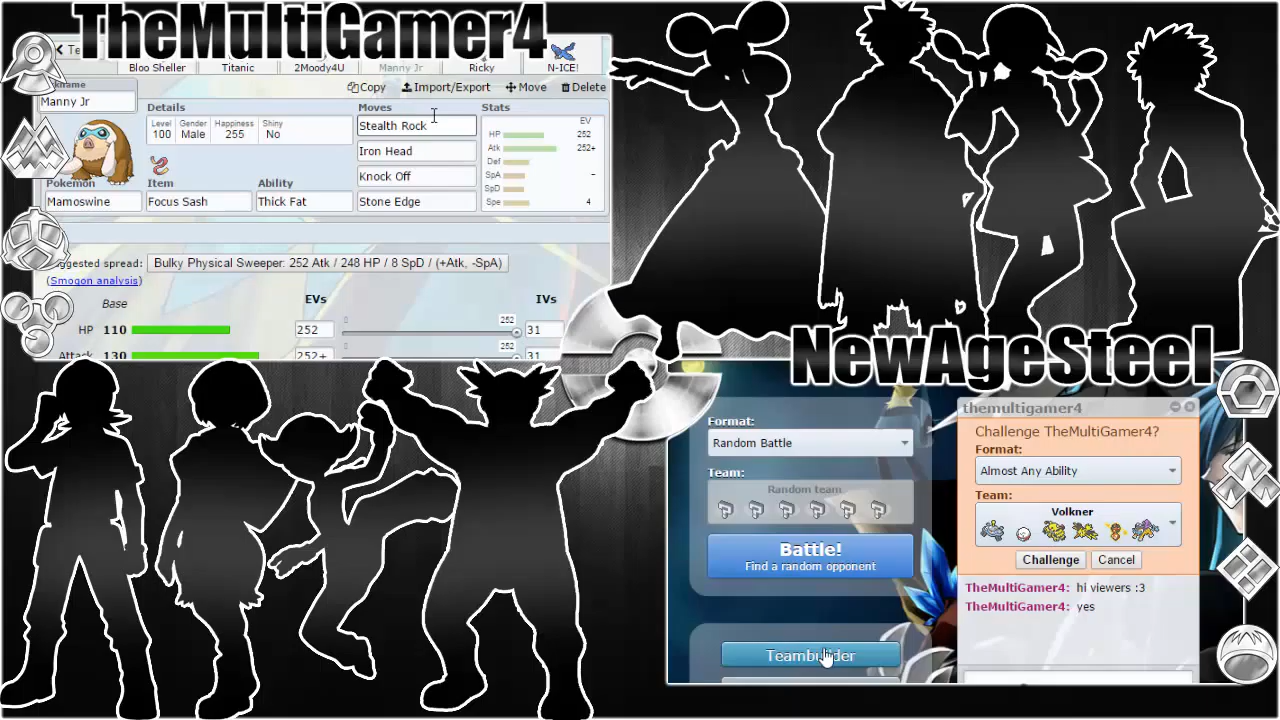 TheMultiGamer4
Bloo Sheller Titanic 2Moody4U Manny Jr Ricky N-ICE!
Copy Import/Export Move Delete
Manny Jr
Details Moves Stats
Level Gender Happiness Shiny
100 Male 255 No
Stealth Rock
Iron Head
Knock Off
Stone Edge
EV
HP 252
Atk 252+
Def
SpA -
SpD
Spe 4
Pokemon Item Ability
Mamoswine Focus Sash Thick Fat
Bulky Physical Sweeper: 252 Atk / 248 HP / 8 SpD / (+Atk, -SpA)
(Smogon analysis)
Base EVs IVs
HP 110 252 252 31
Attack 130 252+ 252 31
NewAgeSteel
Format:
Random Battle
Team:
Random team
Battle!
Find a random opponent
Teambuilder
themultigamer4
Challenge TheMultiGamer4?
Format:
Almost Any Ability
Team:
Volkner
Challenge Cancel
TheMultiGamer4: hi viewers :3
TheMultiGamer4: yes